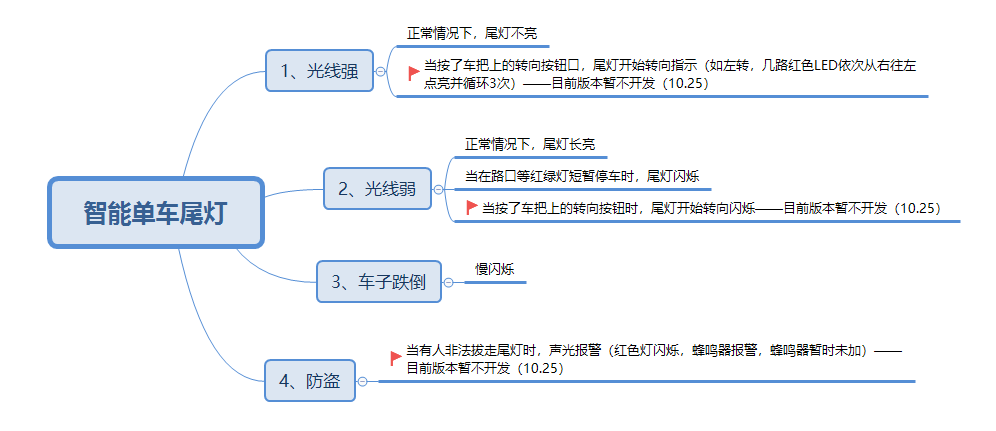 智能单车尾灯
1、光线强
正常情况下，尾灯不亮
当按了车把上的转向按钮口，尾灯开始转向指示（如左转，几路红色LED依次从右往左
点亮并循环3次）——目前版本暂不开发（10.25）
2、光线弱
正常情况下，尾灯长亮
当在路口等红绿灯短暂停车时，尾灯闪烁
当按了车把上的转向按钮时，尾灯开始转向闪烁——目前版本暂不开发（10.25）
3、车子跌倒
慢闪烁
4、防盗
当有人非法拔走尾灯时，声光报警（红色灯闪烁，蜂鸣器报警，蜂鸣器暂时未加）——
目前版本暂不开发（10.25）